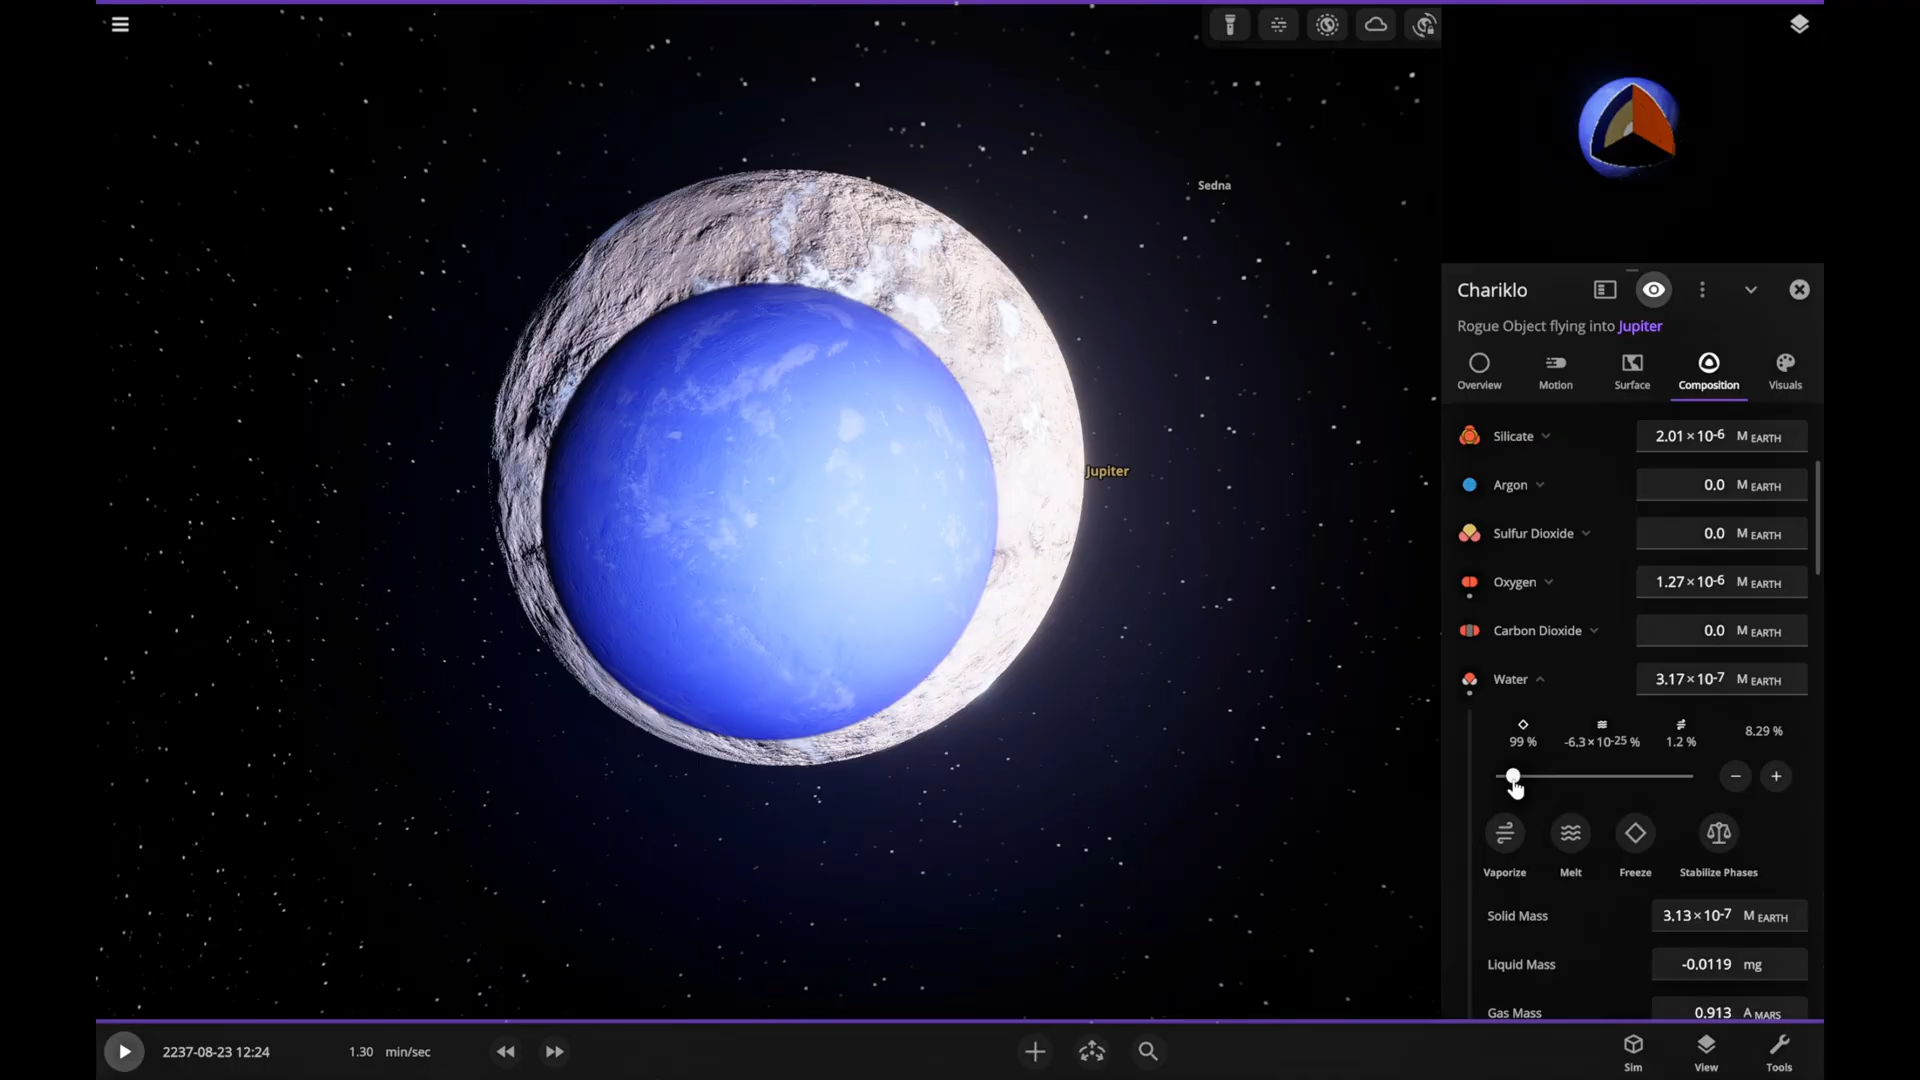 Sedna
Jupiter
Chariklo
Rogue Object flying into Jupiter
Overview
Motion
Surface
Composition
Visuals
Silicate 2.01×10-6 M EARTH
Argon 0.0 M EARTH
Sulfur Dioxide 0.0 M EARTH
Oxygen 1.27×10-6 M EARTH
Carbon Dioxide 0.0 M EARTH
Water 3.17×10-7 M EARTH
99 % -6.3×10-25 % 1.2 % 8.29 %
Vaporize Melt Freeze Stabilize Phases
Solid Mass 3.13×10-7 M EARTH
Liquid Mass -0.0119 mg
Gas Mass 0.913 A MARS
2237-08-23 12:24 1.30 min/sec
Sim View Tools